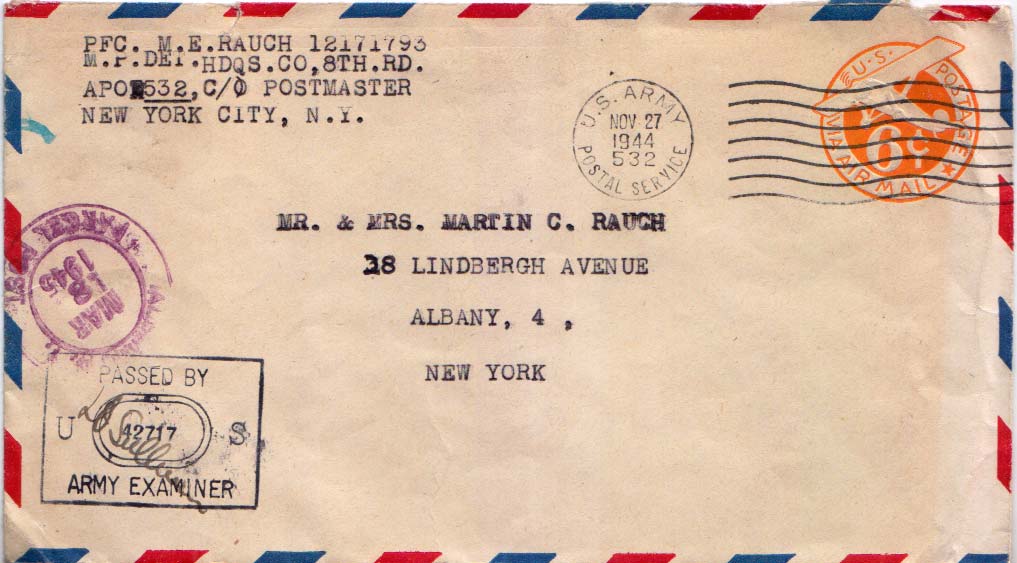 PFC. M.E.RAUCH 12171793
M.P.DET.HDQS.CO,8TH.RD.
APO 532,C/O POSTMASTER
NEW YORK CITY, N.Y.
U.S. ARMY
NOV 27
1944
532
POSTAL SERVICE
U.S. POSTAGE
6¢
VIA AIR MAIL
MR. & MRS. MARTIN C. RAUCH
28 LINDBERGH AVENUE
ALBANY, 4 ,
NEW YORK
MAR
8
1945
PASSED BY
U 42717 S
ARMY EXAMINER